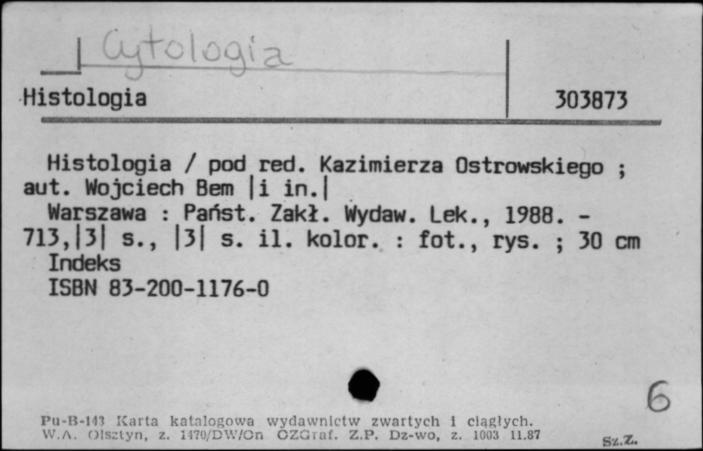 Cytologia
Histologia 303873
Histologia / pod red. Kazimierza Ostrowskiego ;
aut. Wojciech Bem |i in.|
Warszawa : Państ. Zakł. Wydaw. Lek., 1988. -
713,|3| s., |3| s. il. kolor. : fot., rys. ; 30 cm
Indeks
ISBN 83-200-1176-0
6
Pu-B-143 Karta katalogowa wydawnictw zwartych i ciągłych.
W.A. Olsztyn, z. 1470/DW/On OZGraf. Z.P. Dz-wo, z. 1003 11.87
Sz.Z.